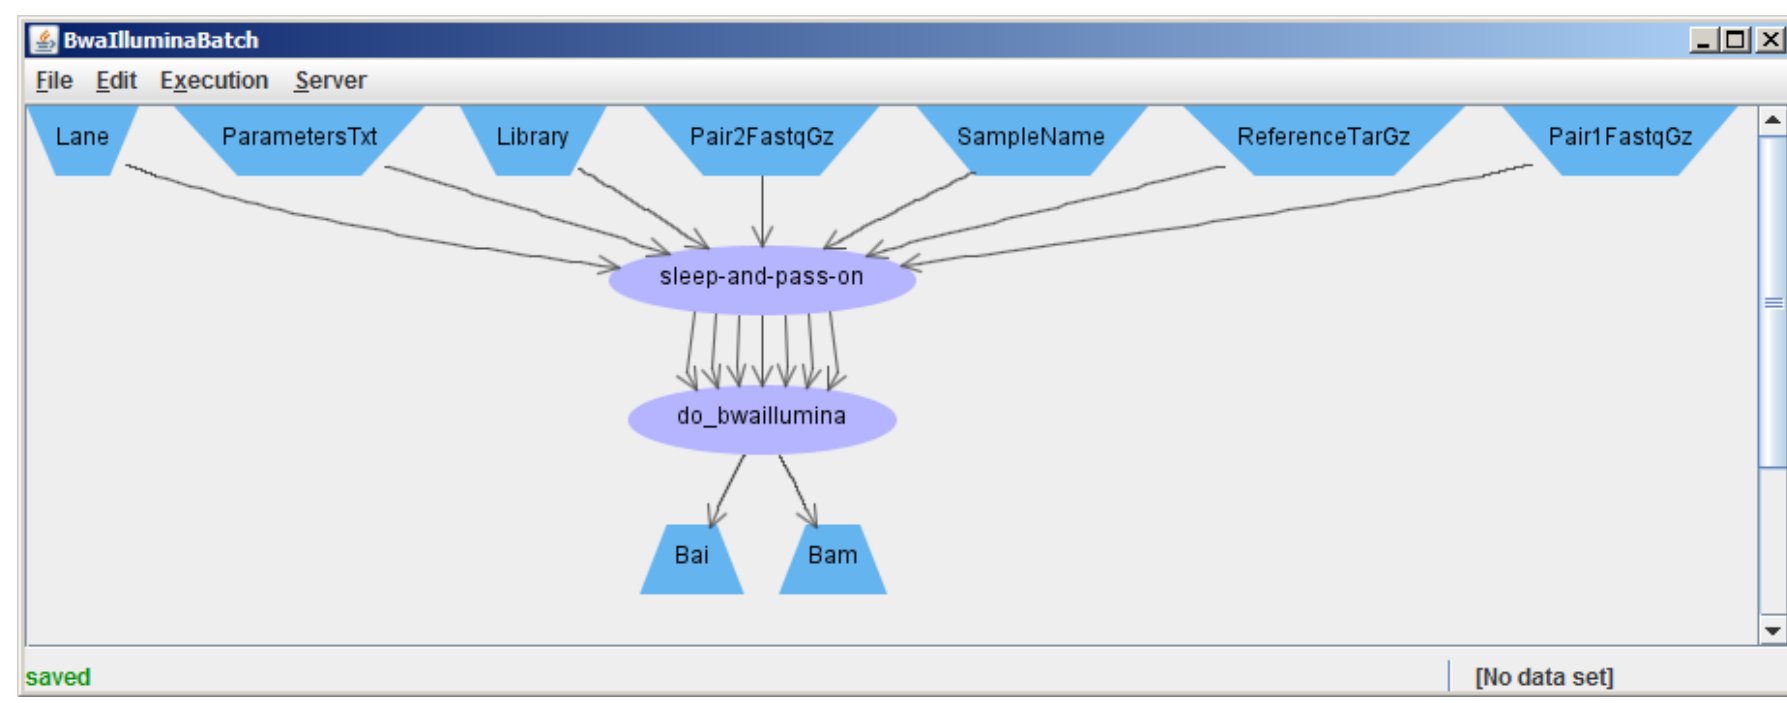 BwaIlluminaBatch
File Edit Execution Server
Lane ParametersTxt Library Pair2FastqGz SampleName ReferenceTarGz Pair1FastqGz
sleep-and-pass-on
do_bwaillumina
Bai Bam
saved [No data set]